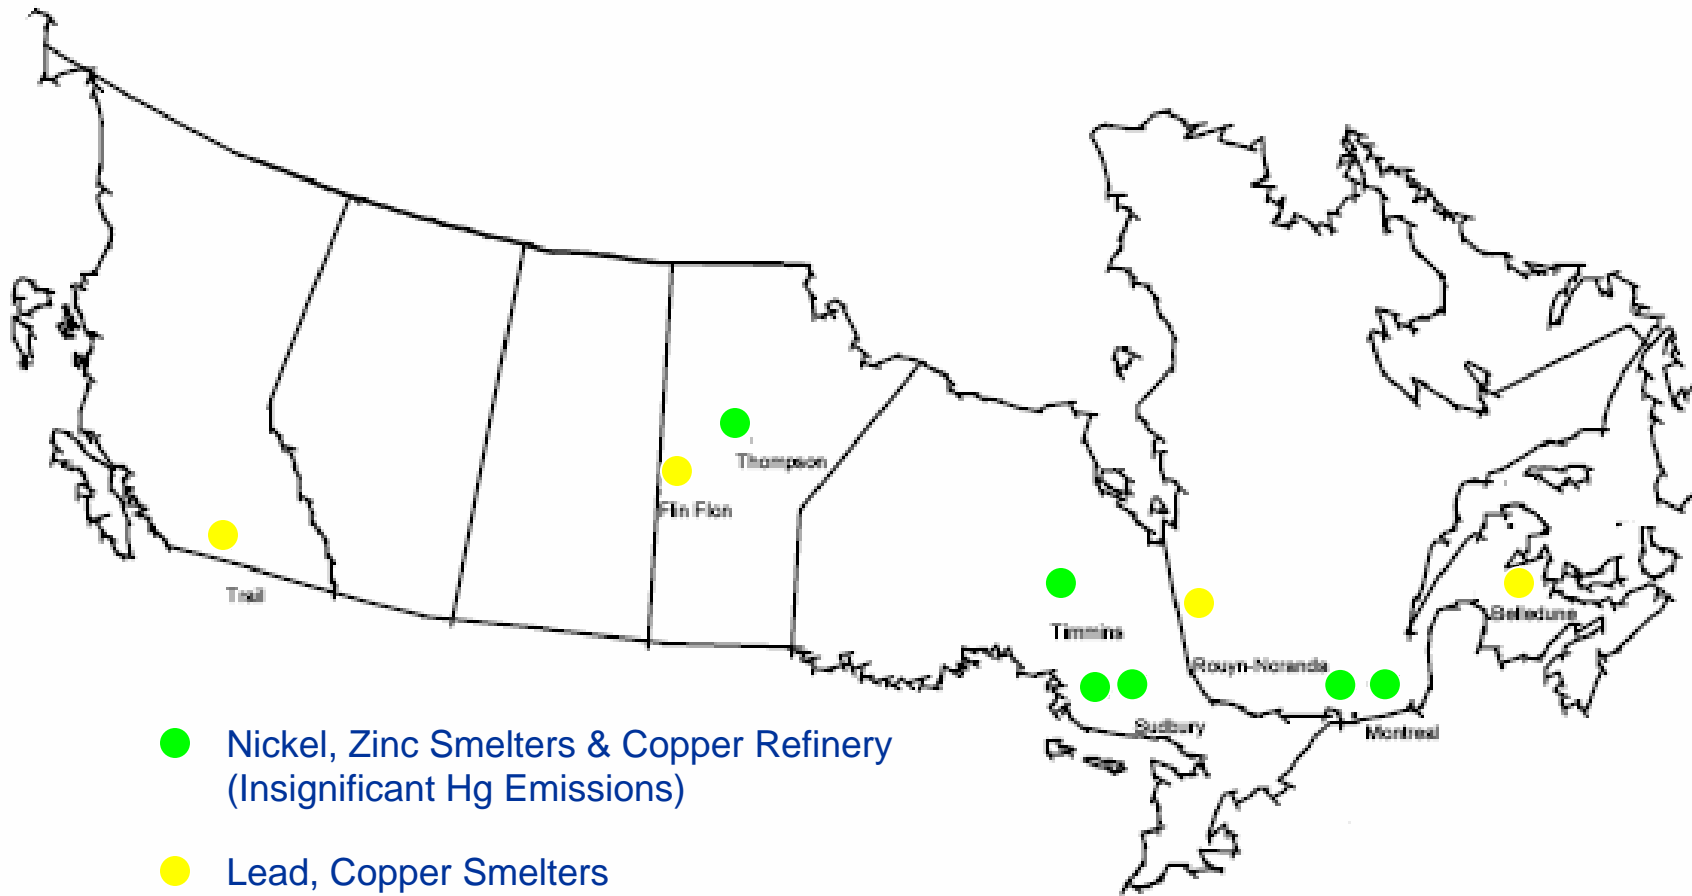 Thompson
Flin Flon
Trail
Timmins
Belledune
Rouyn-Noranda
Sudbury
Montreal
Nickel, Zinc Smelters & Copper Refinery
(Insignificant Hg Emissions)
Lead, Copper Smelters